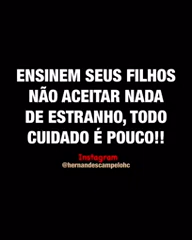 ENSINEM SEUS FILHOS
NÃO ACEITAR NADA
DE ESTRANHO, TODO
CUIDADO É POUCO!!
Instagram
@hernandescampelohc